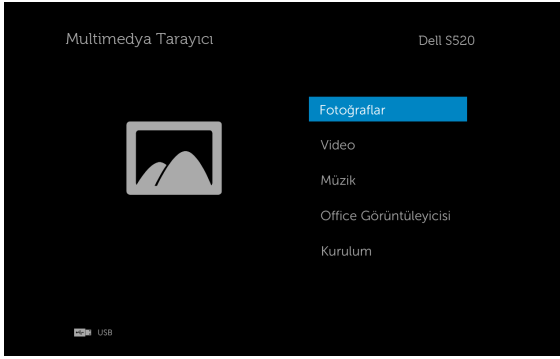 Multimedya Tarayıcı
Dell S520
Fotoğraflar
Video
Müzik
Office Görüntüleyicisi
Kurulum
USB